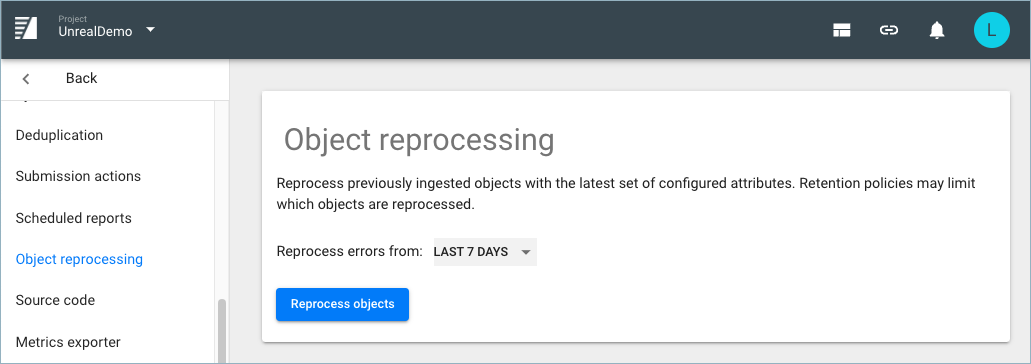 Project
UnrealDemo
L
Back
Deduplication
Submission actions
Scheduled reports
Object reprocessing
Source code
Metrics exporter
Object reprocessing
Reprocess previously ingested objects with the latest set of configured attributes. Retention policies may limit
which objects are reprocessed.
Reprocess errors from: LAST 7 DAYS
Reprocess objects